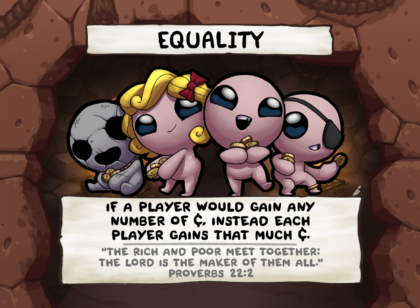 EQUALITY
IF A PLAYER WOULD GAIN ANY
NUMBER OF ¢, INSTEAD EACH
PLAYER GAINS THAT MUCH ¢.
"THE RICH AND POOR MEET TOGETHER:
THE LORD IS THE MAKER OF THEM ALL."
PROVERBS 22:2